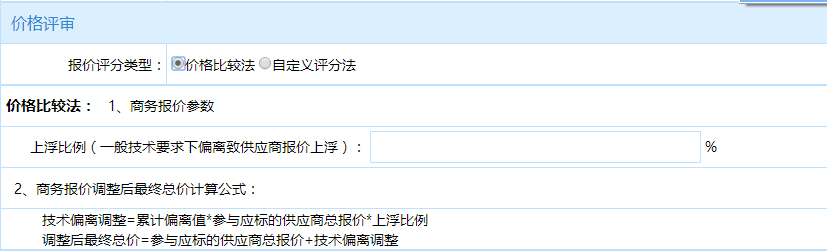 价格评审
报价评分类型： 价格比较法 自定义评分法
价格比较法： 1、商务报价参数
上浮比例（一般技术要求下偏离致供应商报价上浮）： %
2、商务报价调整后最终总价计算公式：
技术偏离调整=累计偏离值*参与应标的供应商总报价*上浮比例
调整后最终总价=参与应标的供应商总报价+技术偏离调整